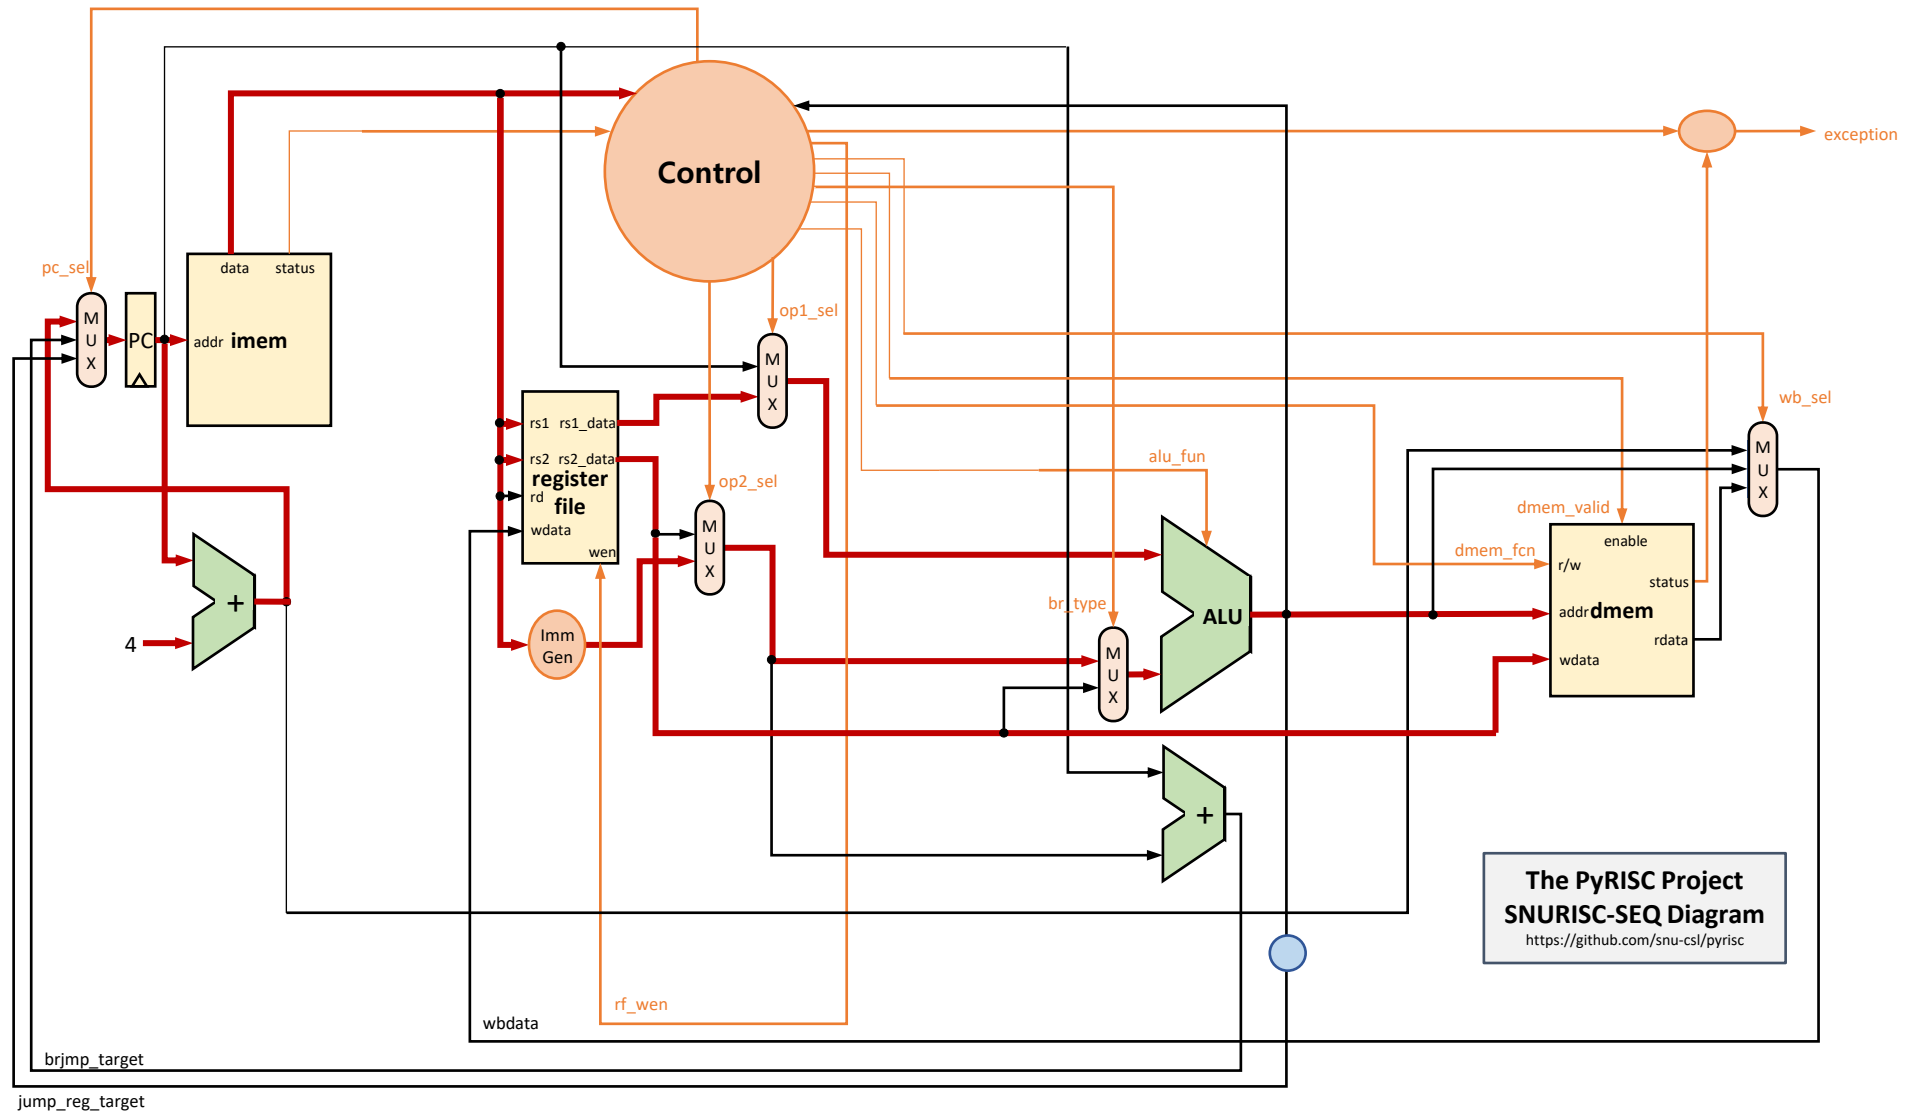 Control
exception
pc_sel
data
status
M
U
X
PC
addr
imem
op1_sel
M
U
X
rs1
rs1_data
rs2
rs2_data
register
file
rd
wdata
wen
op2_sel
M
U
X
alu_fun
wb_sel
M
U
X
dmem_valid
enable
dmem_fcn
r/w
status
addr
dmem
rdata
wdata
br_type
M
U
X
ALU
+
4
Imm
Gen
+
The PyRISC Project
SNURISC-SEQ Diagram
https://github.com/snu-csl/pyrisc
rf_wen
wbdata
brjmp_target
jump_reg_target